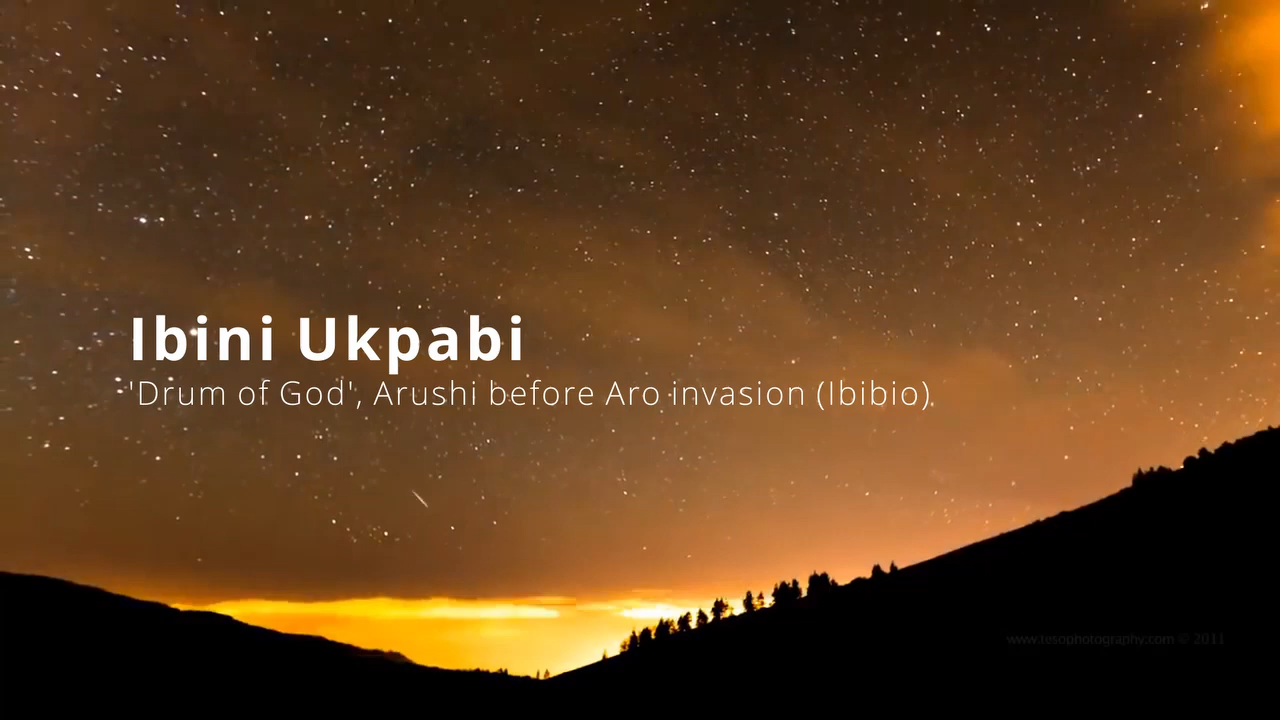 Ibini Ukpabi
'Drum of God', Arushi before Aro invasion (Ibibio).
www.tesophotography.com © 2011